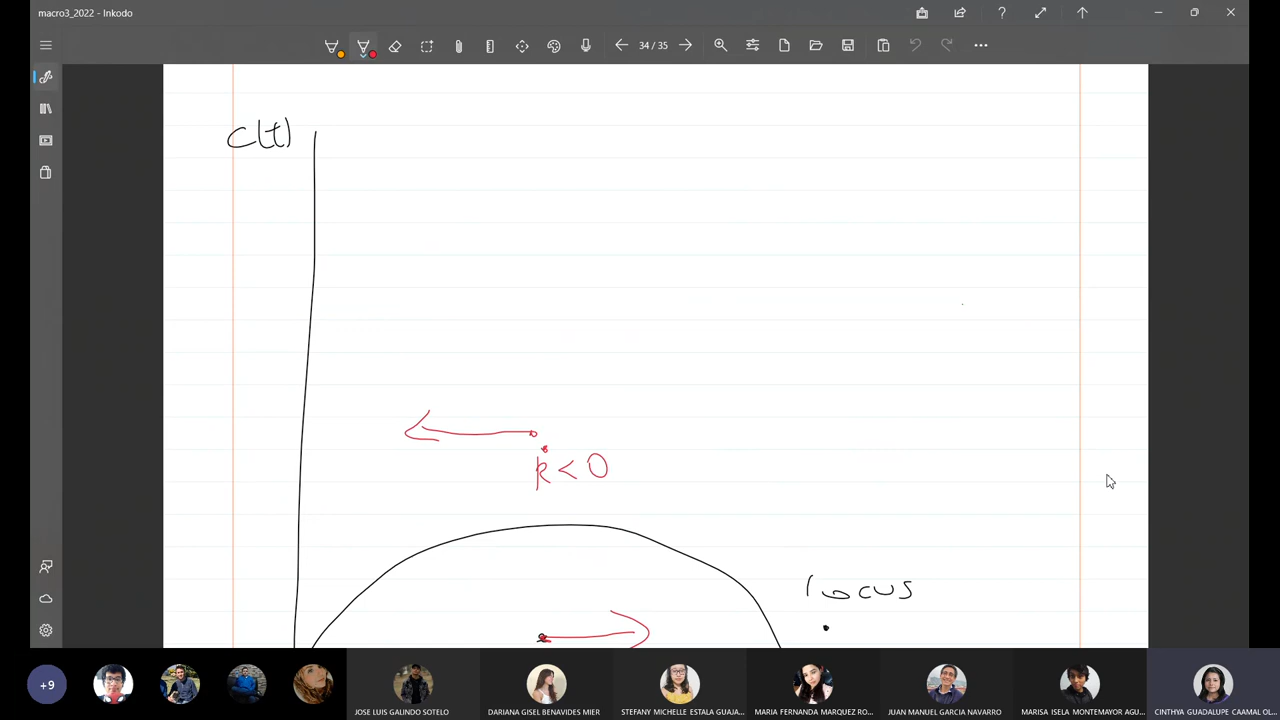 macro3_2022 - Inkodo
34 / 35
C(t)
k̇ < 0
locus
+9
JOSE LUIS GALINDO SOTELO
DARIANA GISEL BENAVIDES MIER
STEFANY MICHELLE ESTALA GUAJA...
MARIA FERNANDA MARQUEZ RO...
JUAN MANUEL GARCIA NAVARRO
MARISA ISELA MONTEMAYOR AGU...
CINTHYA GUADALUPE CAAMAL OL...